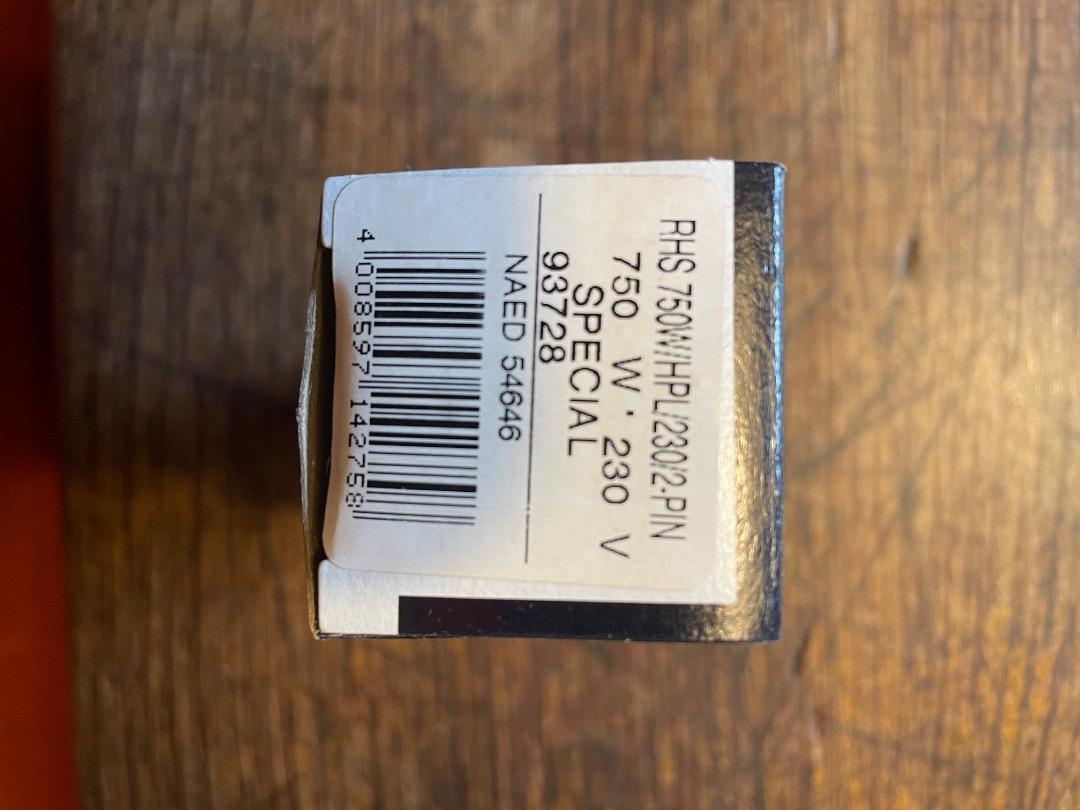 RHS 750W/HPL/230/2-PIN
750 W · 230 V
SPECIAL
93728
NAED 54646
4 008597 142758